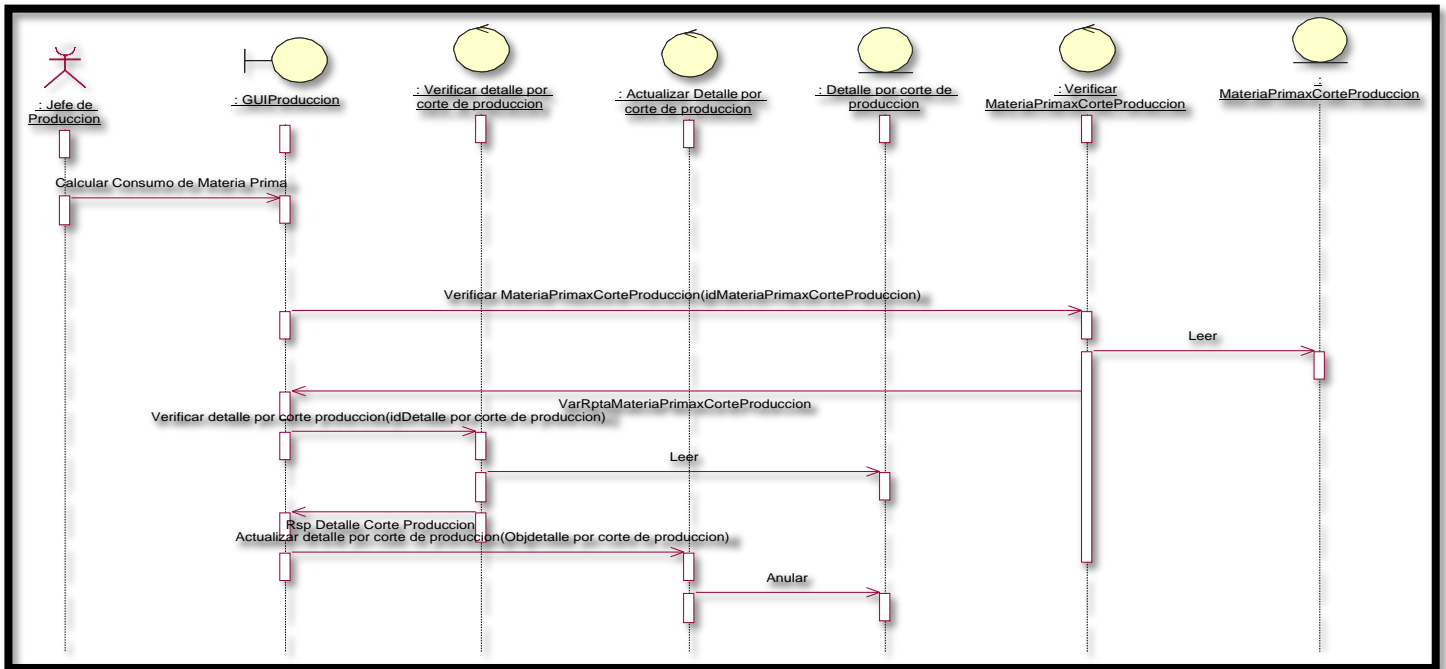 : Jefe de
Produccion
: GUIProduccion
: Verificar detalle por
corte de produccion
: Actualizar Detalle por
corte de produccion
: Detalle por corte de
produccion
: Verificar
MateriaPrimaxCorteProduccion
:
MateriaPrimaxCorteProduccion
Calcular Consumo de Materia Prima
Verificar MateriaPrimaxCorteProduccion(idMateriaPrimaxCorteProduccion)
Leer
VarRptaMateriaPrimaxCorteProduccion
Verificar detalle por corte produccion(idDetalle por corte de produccion)
Leer
Rsp Detalle Corte Produccion
Actualizar detalle por corte de produccion(Objdetalle por corte de produccion)
Anular